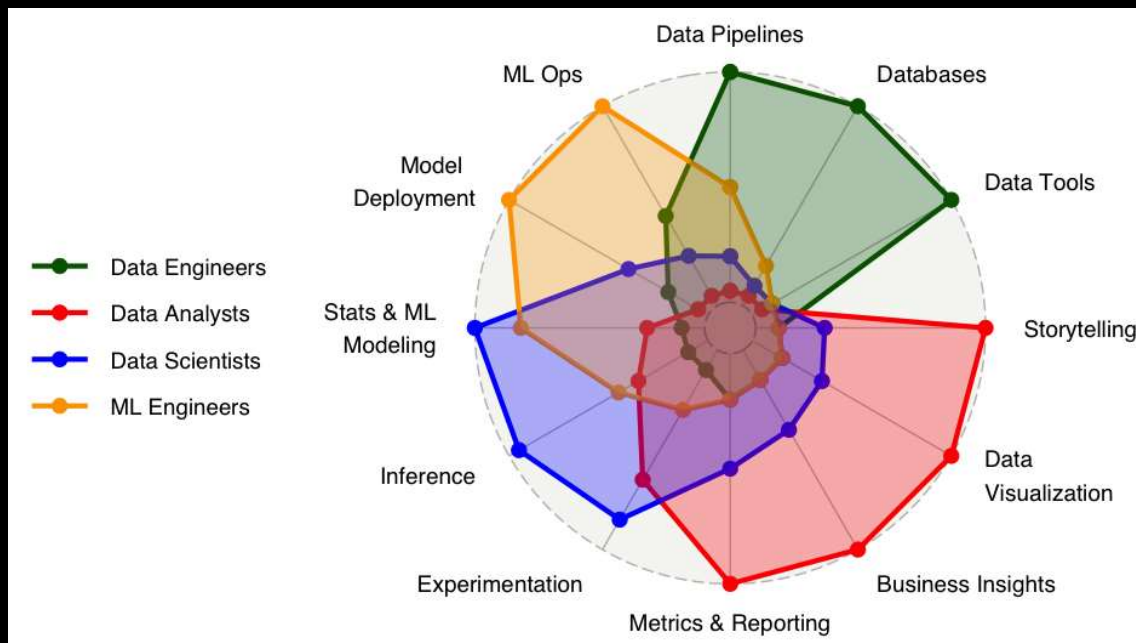 Data Pipelines
ML Ops
Databases
Model
Deployment
Data Tools
Data Engineers
Data Analysts
Data Scientists
ML Engineers
Stats & ML
Modeling
Storytelling
Inference
Data
Visualization
Experimentation
Business Insights
Metrics & Reporting